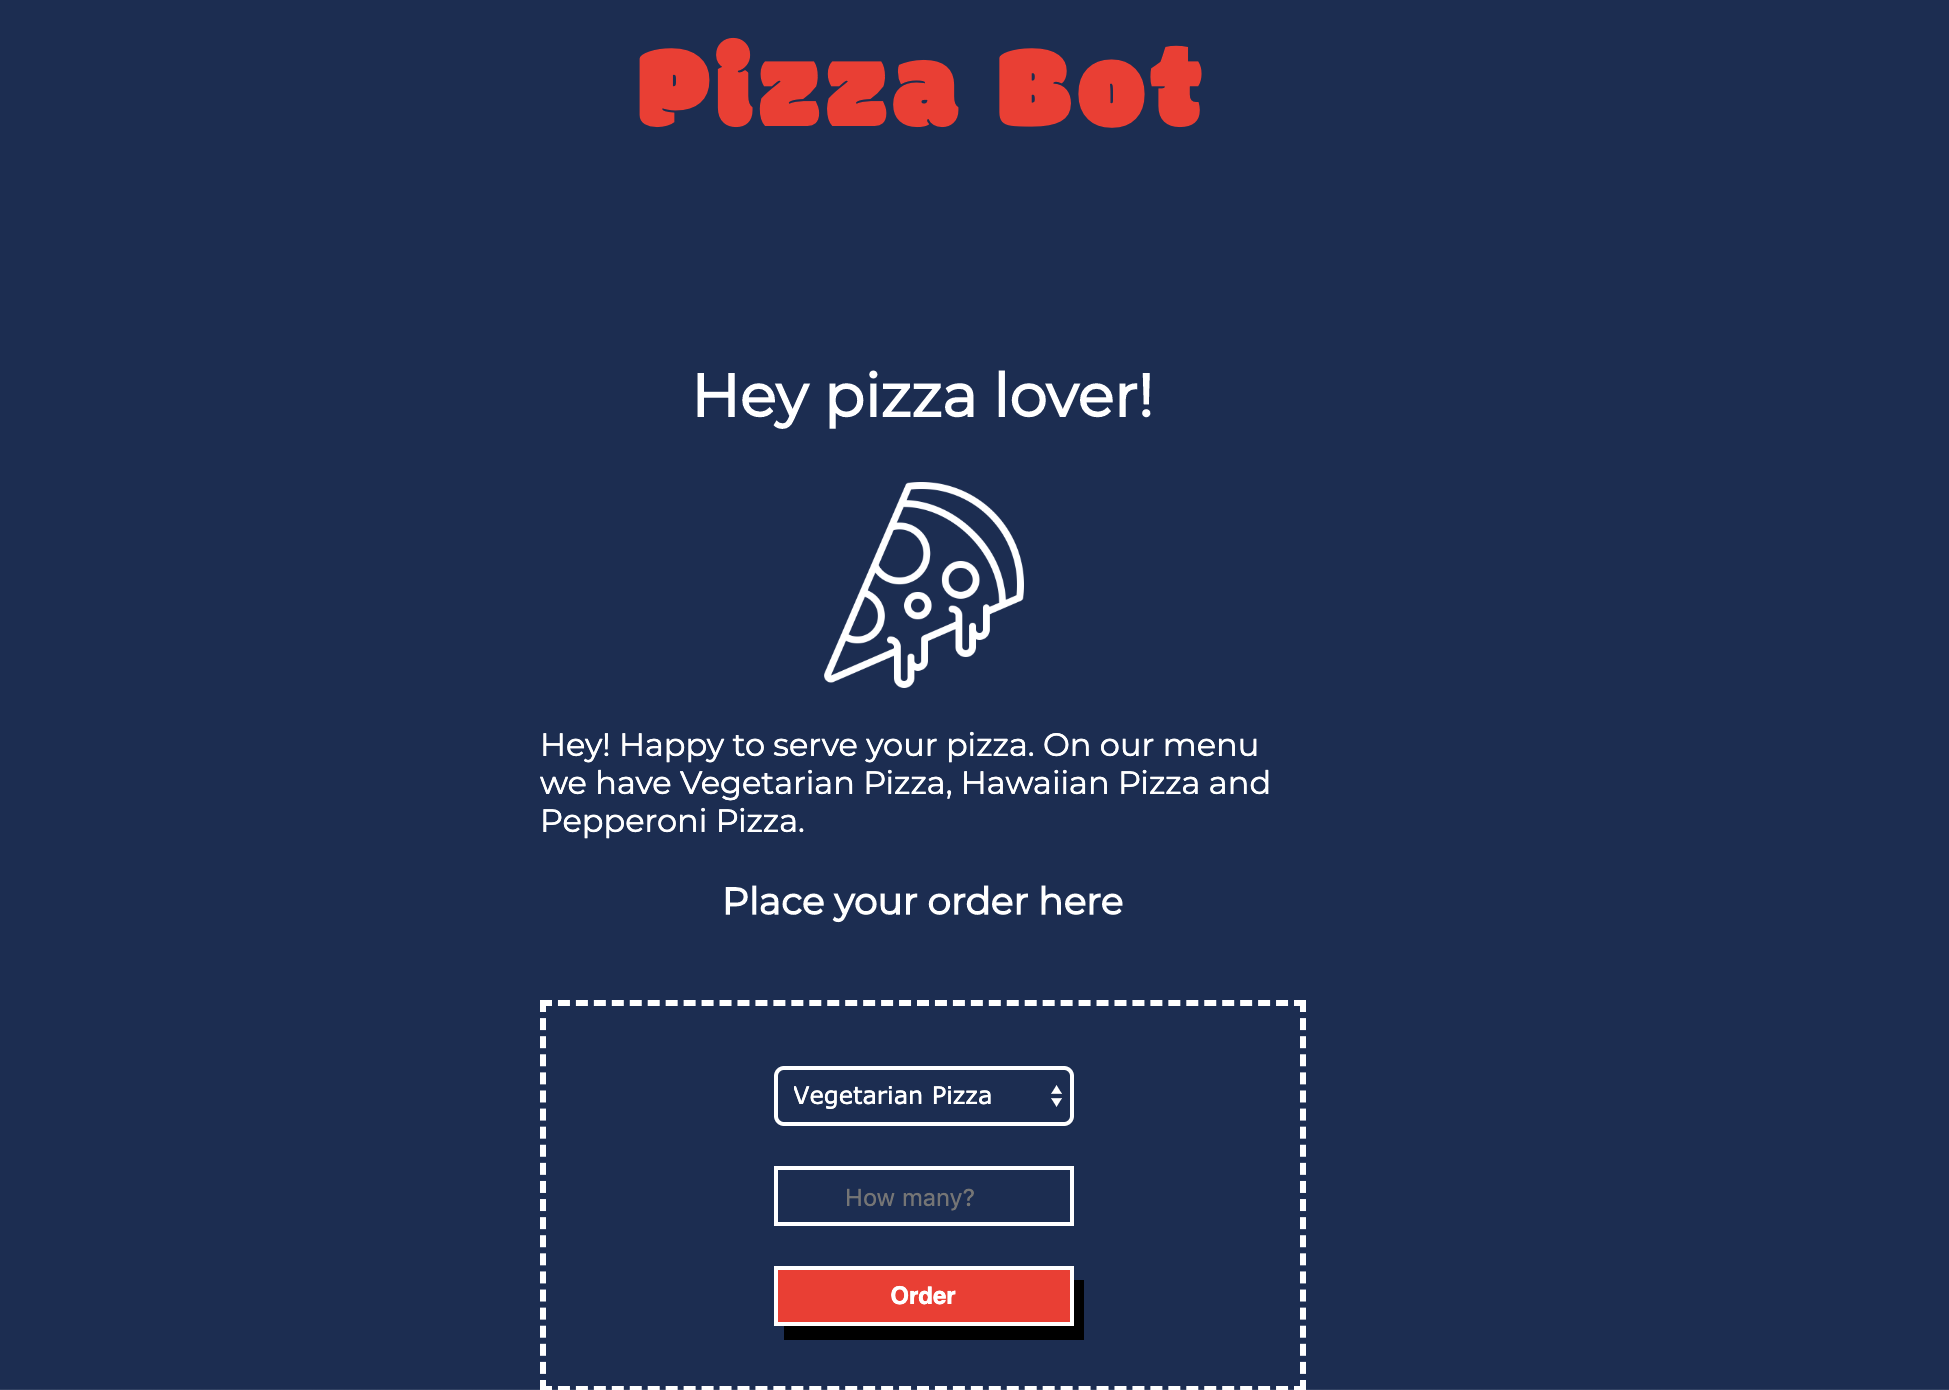 Pizza Bot
Hey pizza lover!
Hey! Happy to serve your pizza. On our menu
we have Vegetarian Pizza, Hawaiian Pizza and
Pepperoni Pizza.
Place your order here
Vegetarian Pizza
How many?
Order